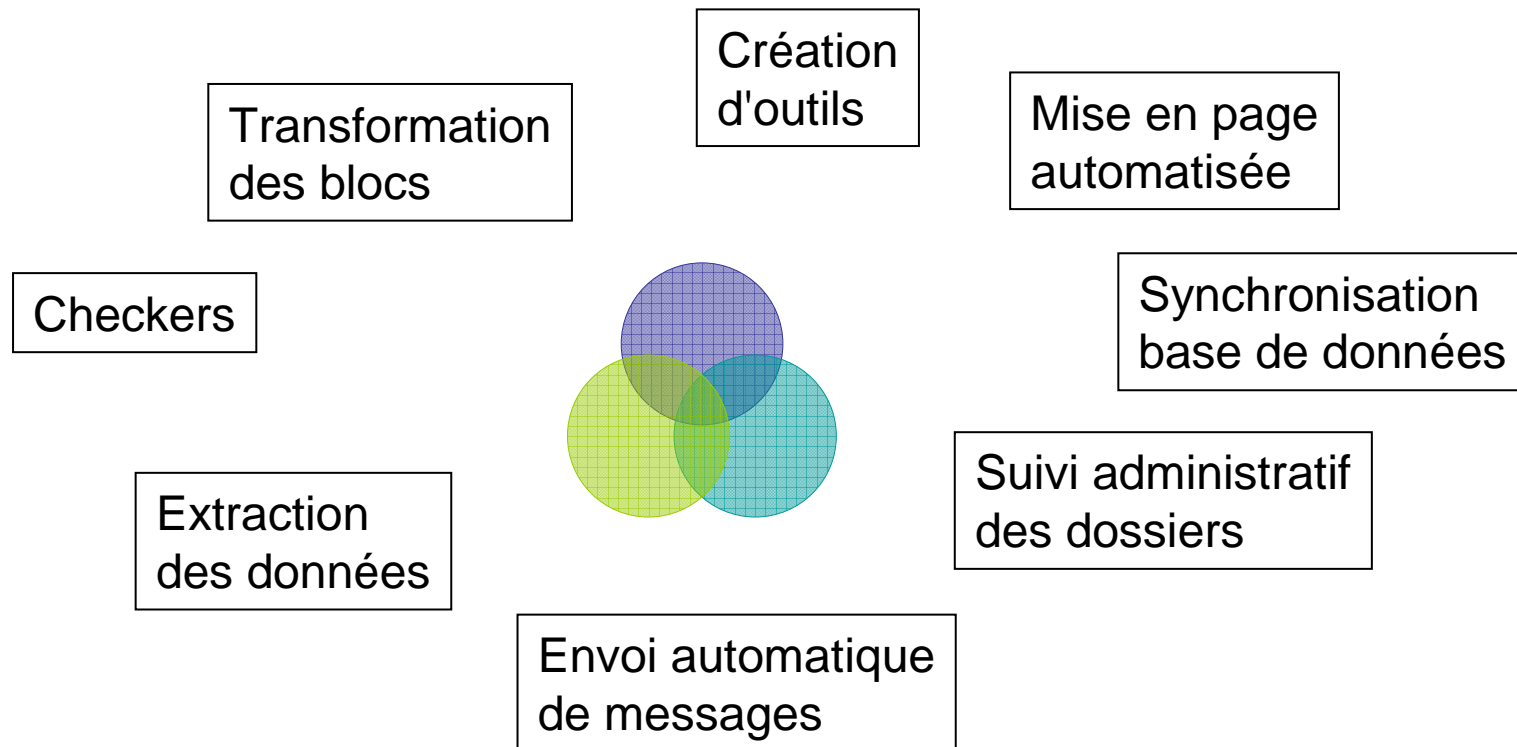 Création
d'outils
Transformation
des blocs
Mise en page
automatisée
Checkers
Synchronisation
base de données
Suivi administratif
des dossiers
Extraction
des données
Envoi automatique
de messages